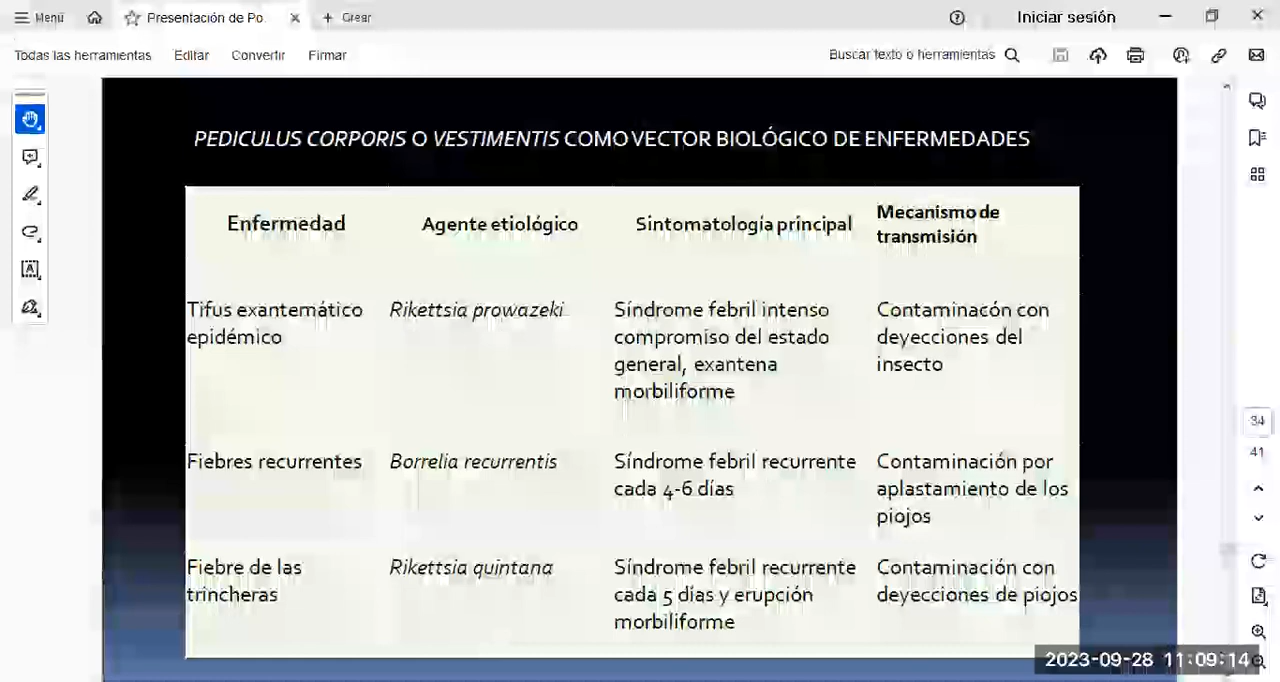 Menú
Presentación de Po
Crear
Iniciar sesión
Todas las herramientas
Editar
Convertir
Firmar
Buscar texto o herramientas
PEDICULUS CORPORIS O VESTIMENTIS COMO VECTOR BIOLÓGICO DE ENFERMEDADES
Enfermedad
Agente etiológico
Sintomatología principal
Mecanismo de
transmisión
Tifus exantemático
epidémico
Rikettsia prowazeki
Síndrome febril intenso
compromiso del estado
general, exantena
morbiliforme
Contaminacón con
deyecciones del
insecto
Fiebres recurrentes
Borrelia recurrentis
Síndrome febril recurrente
cada 4-6 días
Contaminación por
aplastamiento de los
piojos
Fiebre de las
trincheras
Rikettsia quintana
Síndrome febril recurrente
cada 5 días y erupción
morbiliforme
Contaminación con
deyecciones de piojos
34
41
2023-09-28 11:09:14